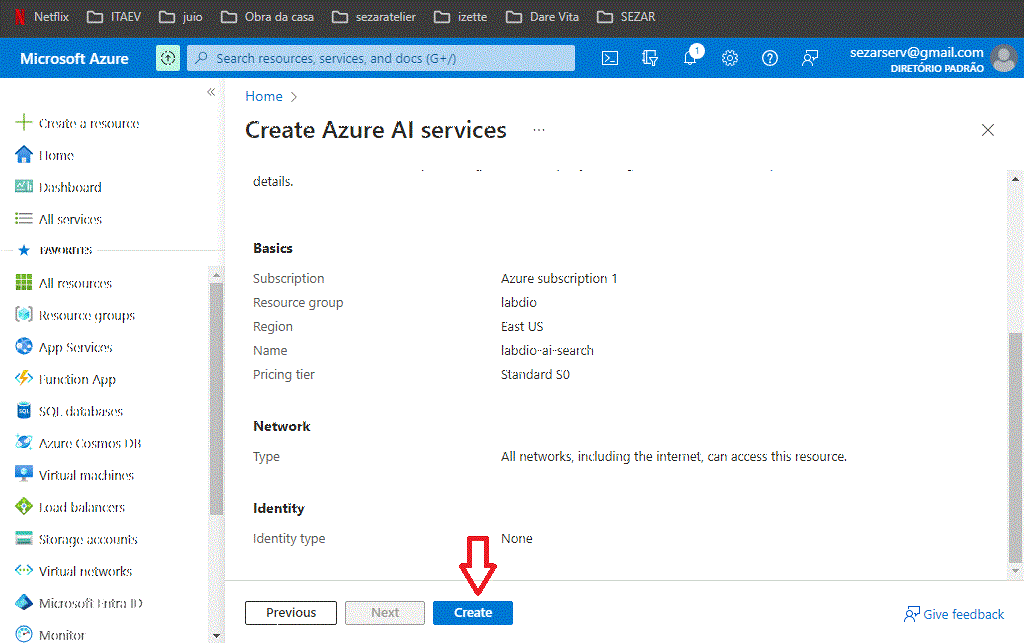 Netflix ITAEV juio Obra da casa sezaratelier izette Dare Vita SEZAR
Microsoft Azure Search resources, services, and docs (G+/) 1 sezarserv@gmail.com
DIRETÓRIO PADRÃO
«
Home >
Create Azure AI services ...
Create a resource
Home
Dashboard
All services
FAVORITES
All resources
Resource groups
App Services
Function App
SQL databases
Azure Cosmos DB
Virtual machines
Load balancers
Storage accounts
Virtual networks
Microsoft Entra ID
Monitor
details.
Basics
Subscription Azure subscription 1
Resource group labdio
Region East US
Name labdio-ai-search
Pricing tier Standard S0
Network
Type All networks, including the internet, can access this resource.
Identity
Identity type None
Previous Next Create Give feedback